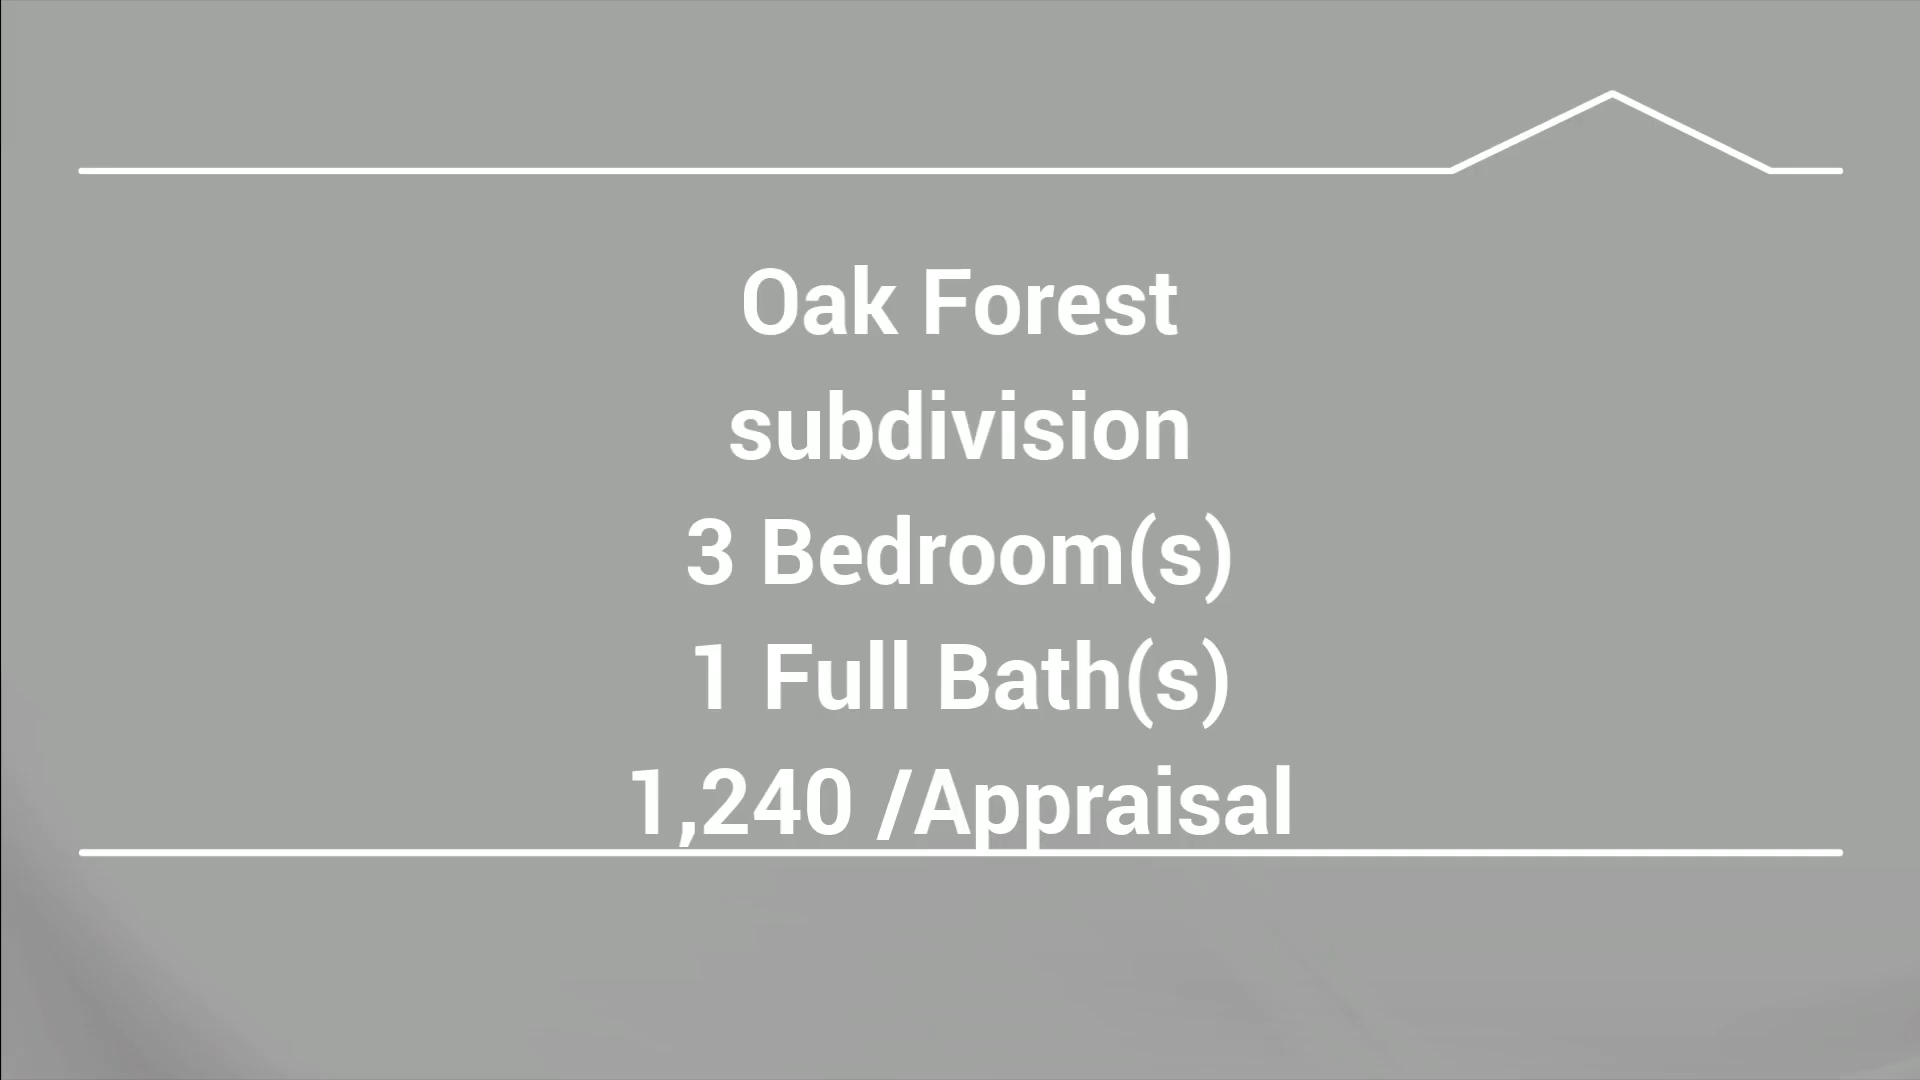 Oak Forest
subdivision
3 Bedroom(s)
1 Full Bath(s)
1,240 /Appraisal